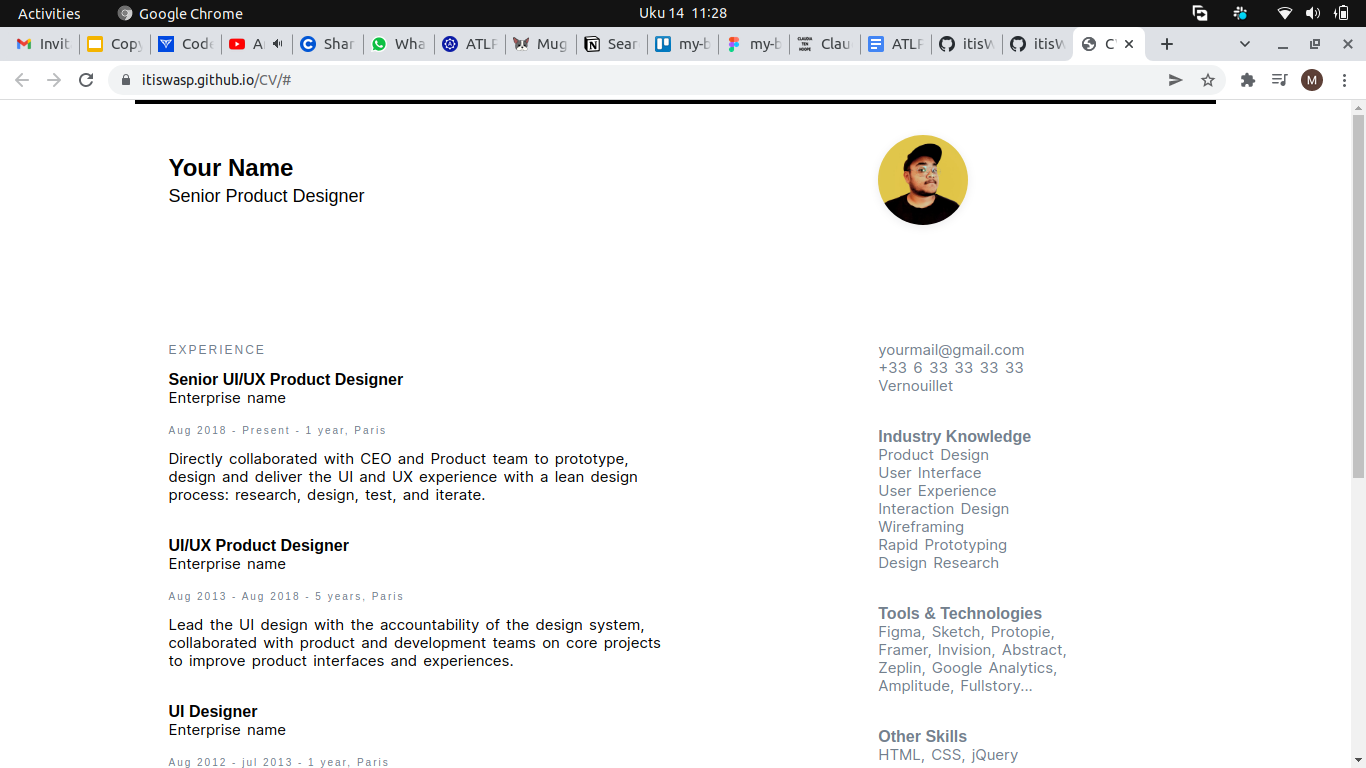 Activities
Google Chrome
Uku 14 11:28
Invit
Copy
Code
A
Shar
Wha
ATLP
Mug
Sear
my-b
my-b
CLAUDIA TEN HOOPE
Clau
ATLP
itisW
itisW
itiswasp.github.io/CV/#
M
Your Name
Senior Product Designer
EXPERIENCE
Senior UI/UX Product Designer
Enterprise name
Aug 2018 - Present - 1 year, Paris
Directly collaborated with CEO and Product team to prototype,
design and deliver the UI and UX experience with a lean design
process: research, design, test, and iterate.
UI/UX Product Designer
Enterprise name
Aug 2013 - Aug 2018 - 5 years, Paris
Lead the UI design with the accountability of the design system,
collaborated with product and development teams on core projects
to improve product interfaces and experiences.
UI Designer
Enterprise name
Aug 2012 - jul 2013 - 1 year, Paris
yourmail@gmail.com
+33 6 33 33 33 33
Vernouillet
Industry Knowledge
Product Design
User Interface
User Experience
Interaction Design
Wireframing
Rapid Prototyping
Design Research
Tools & Technologies
Figma, Sketch, Protopie,
Framer, Invision, Abstract,
Zeplin, Google Analytics,
Amplitude, Fullstory...
Other Skills
HTML, CSS, jQuery